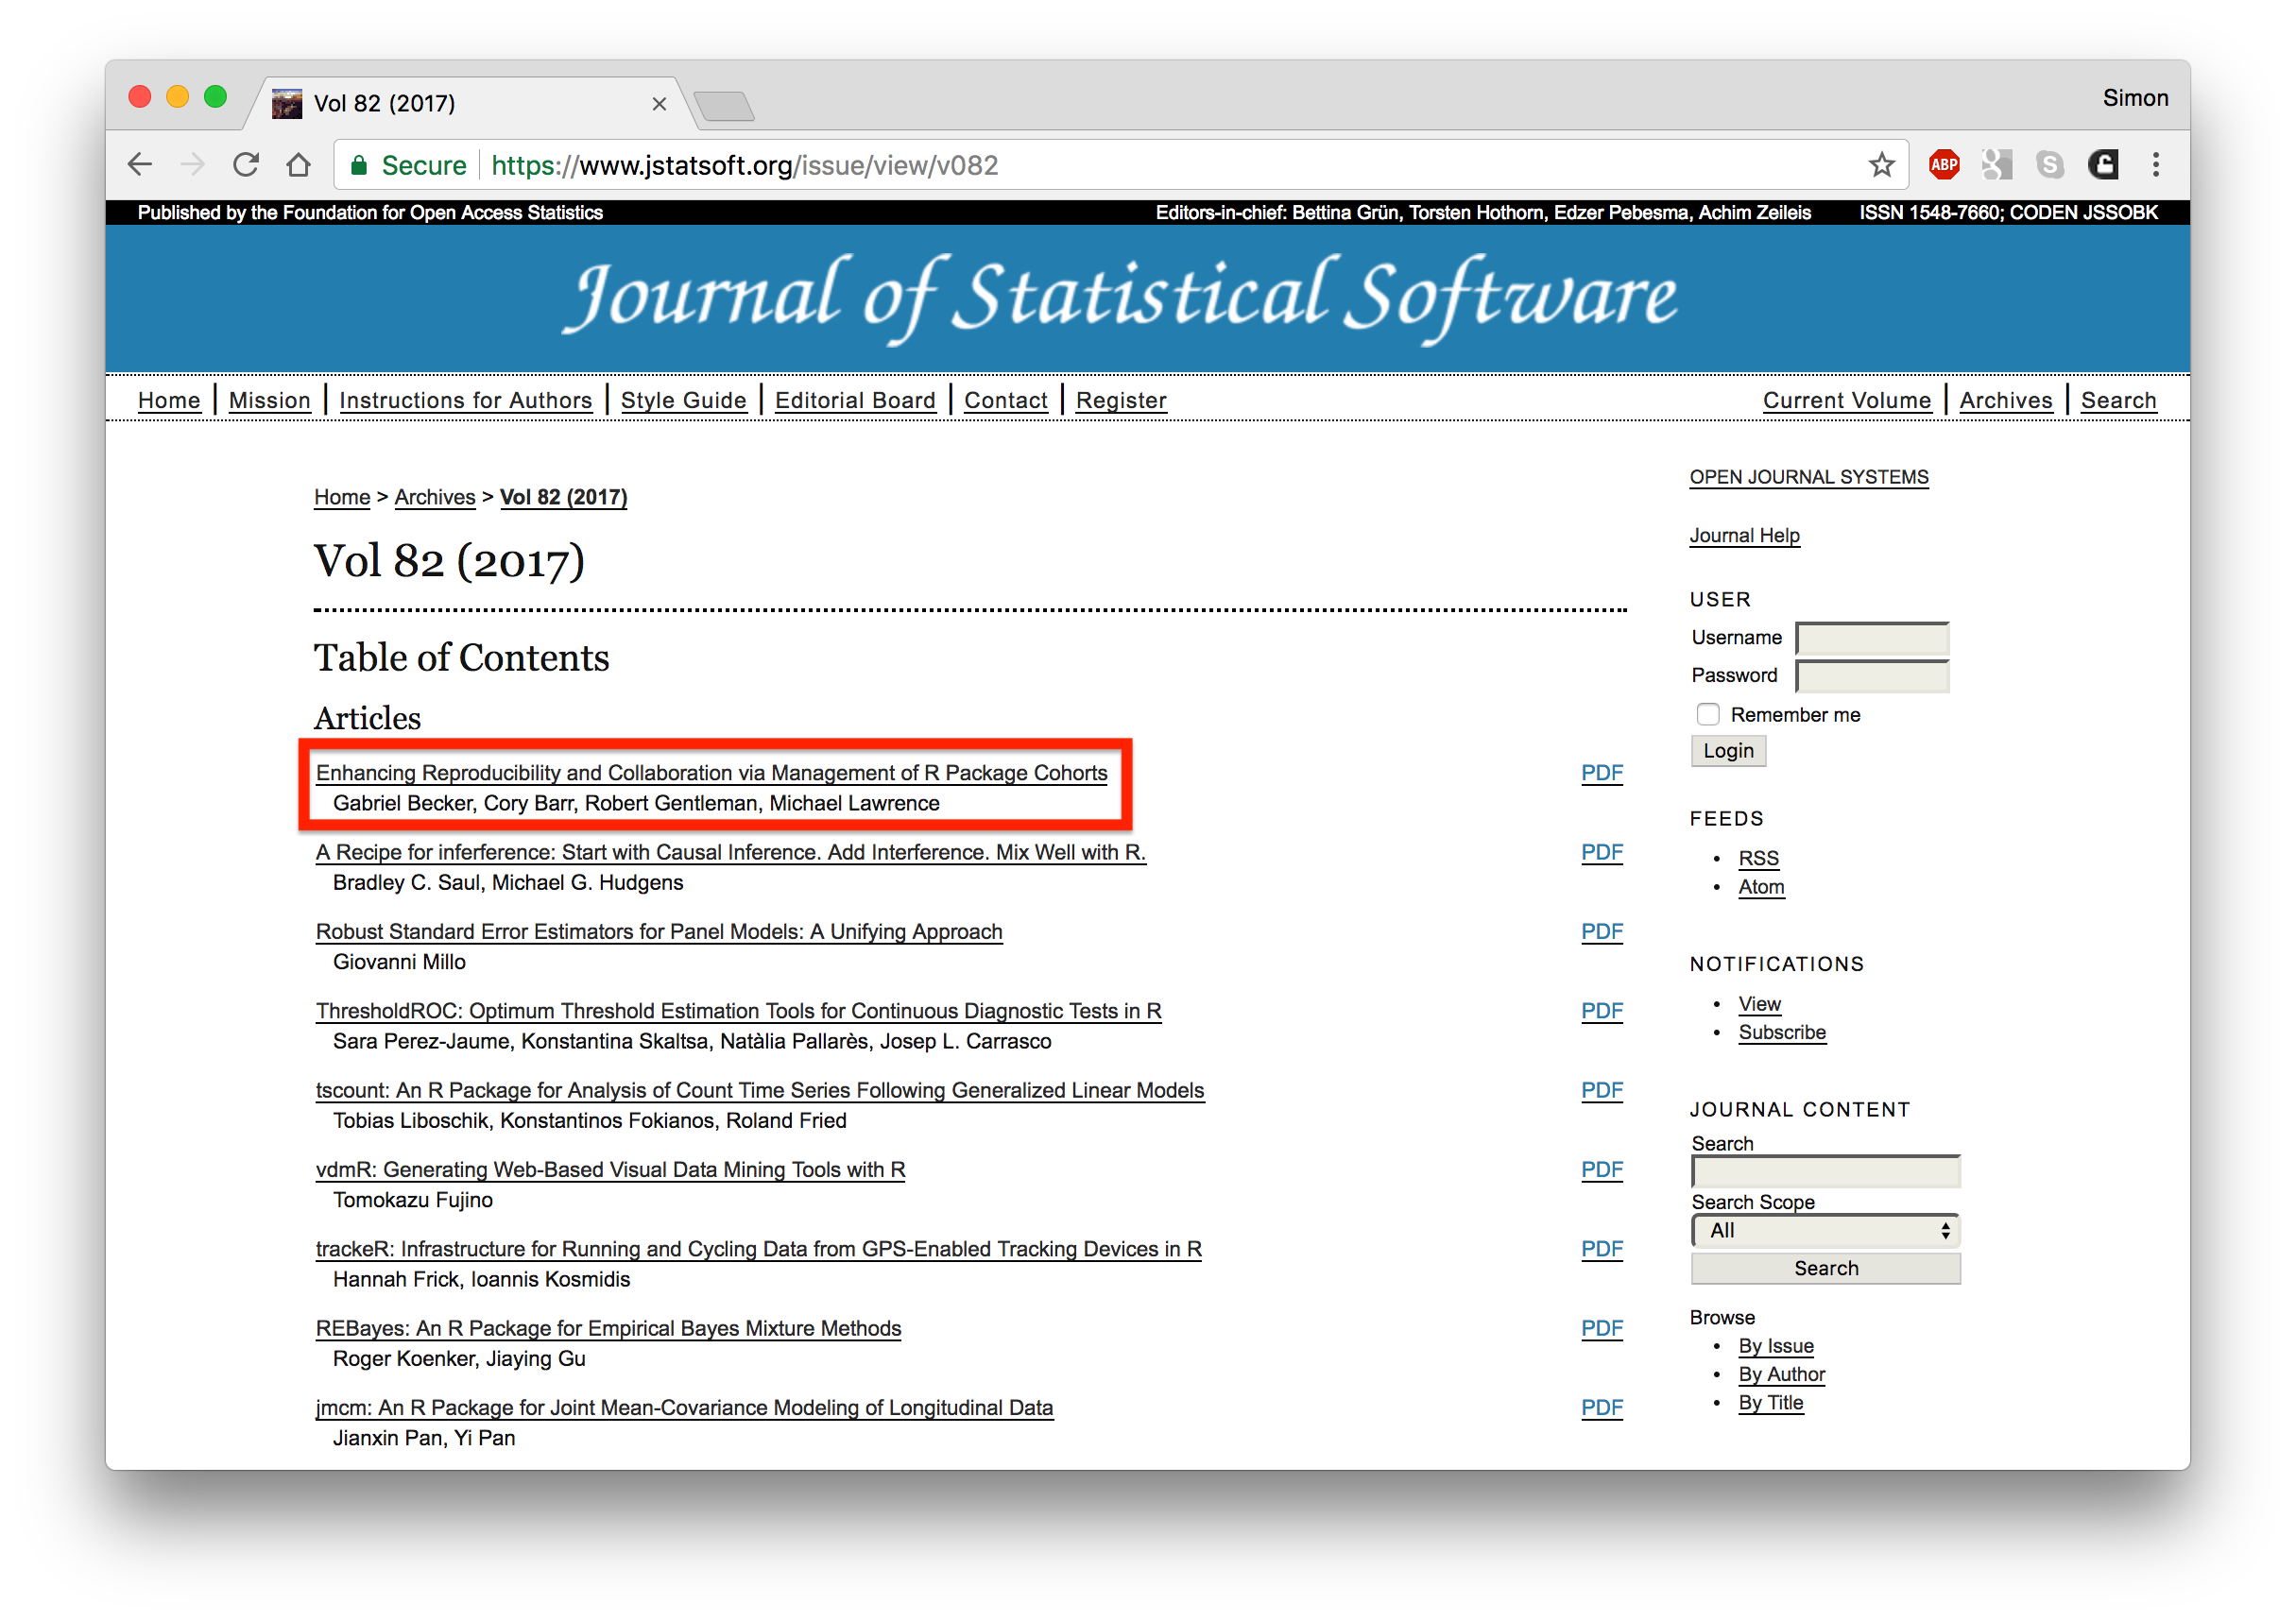 Vol 82 (2017)
Simon
Secure https://www.jstatsoft.org/issue/view/v082
ABP
Published by the Foundation for Open Access Statistics
Editors-in-chief: Bettina Grün, Torsten Hothorn, Edzer Pebesma, Achim Zeileis
ISSN 1548-7660; CODEN JSSOBK
Journal of Statistical Software
Home | Mission | Instructions for Authors | Style Guide | Editorial Board | Contact | Register
Current Volume | Archives | Search
Home > Archives > Vol 82 (2017)
Vol 82 (2017)
Table of Contents
Articles
Enhancing Reproducibility and Collaboration via Management of R Package Cohorts PDF
Gabriel Becker, Cory Barr, Robert Gentleman, Michael Lawrence
A Recipe for inferference: Start with Causal Inference. Add Interference. Mix Well with R. PDF
Bradley C. Saul, Michael G. Hudgens
Robust Standard Error Estimators for Panel Models: A Unifying Approach PDF
Giovanni Millo
ThresholdROC: Optimum Threshold Estimation Tools for Continuous Diagnostic Tests in R PDF
Sara Perez-Jaume, Konstantina Skaltsa, Natàlia Pallarès, Josep L. Carrasco
tscount: An R Package for Analysis of Count Time Series Following Generalized Linear Models PDF
Tobias Liboschik, Konstantinos Fokianos, Roland Fried
vdmR: Generating Web-Based Visual Data Mining Tools with R PDF
Tomokazu Fujino
trackeR: Infrastructure for Running and Cycling Data from GPS-Enabled Tracking Devices in R PDF
Hannah Frick, Ioannis Kosmidis
REBayes: An R Package for Empirical Bayes Mixture Methods PDF
Roger Koenker, Jiaying Gu
jmcm: An R Package for Joint Mean-Covariance Modeling of Longitudinal Data PDF
Jianxin Pan, Yi Pan
OPEN JOURNAL SYSTEMS
Journal Help
USER
Username
Password
Remember me
Login
FEEDS
RSS
Atom
NOTIFICATIONS
View
Subscribe
JOURNAL CONTENT
Search
Search Scope
All
Search
Browse
By Issue
By Author
By Title